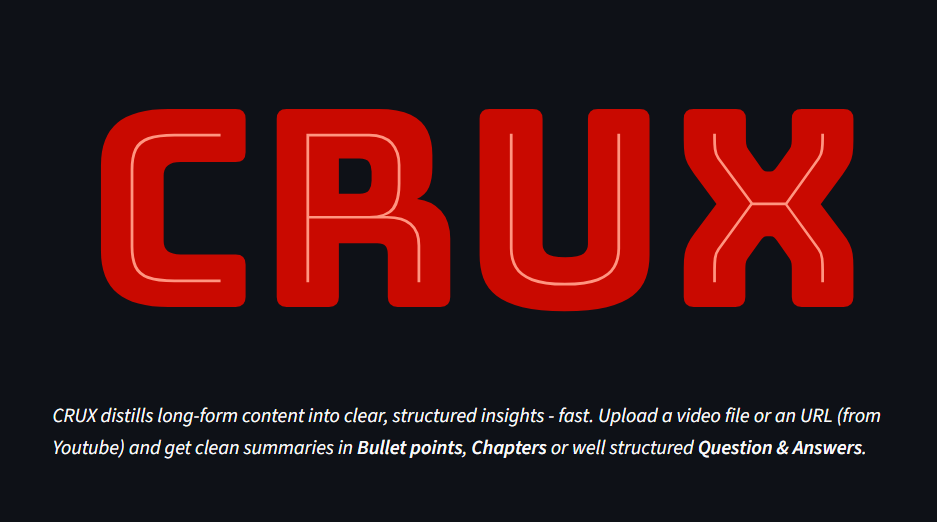 CRUX
CRUX distills long-form content into clear, structured insights - fast. Upload a video file or an URL (from
Youtube) and get clean summaries in Bullet points, Chapters or well structured Question & Answers.